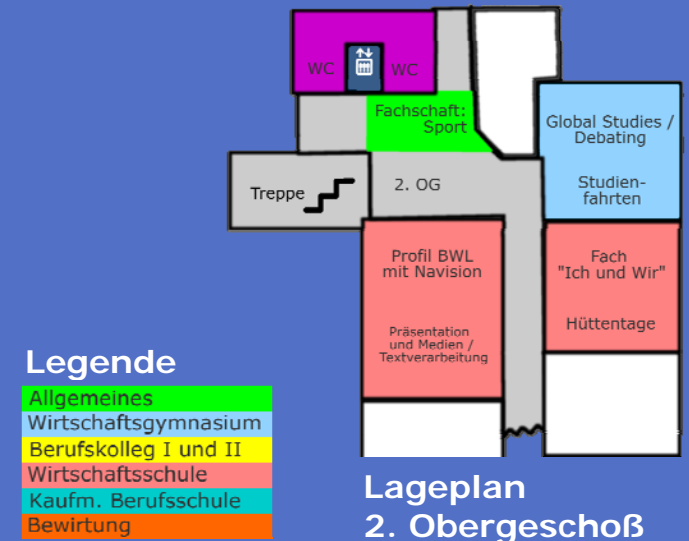 WC
WC
Fachschaft:
Sport
Global Studies /
Debating
Studien-
fahrten
Treppe
2. OG
Profil BWL
mit Navision
Präsentation
und Medien /
Textverarbeitung
Fach
"Ich und Wir"
Hüttentage
Legende
Allgemeines
Wirtschaftsgymnasium
Berufskolleg I und II
Wirtschaftsschule
Kaufm. Berufsschule
Bewirtung
Lageplan
2. Obergeschoß